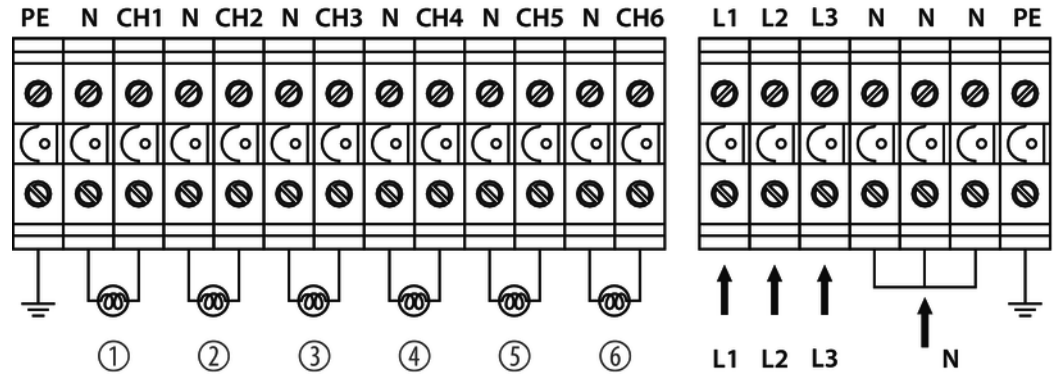 PE N CH1 N CH2 N CH3 N CH4 N CH5 N CH6 L1 L2 L3 N N N PE
① ② ③ ④ ⑤ ⑥ L1 L2 L3 N